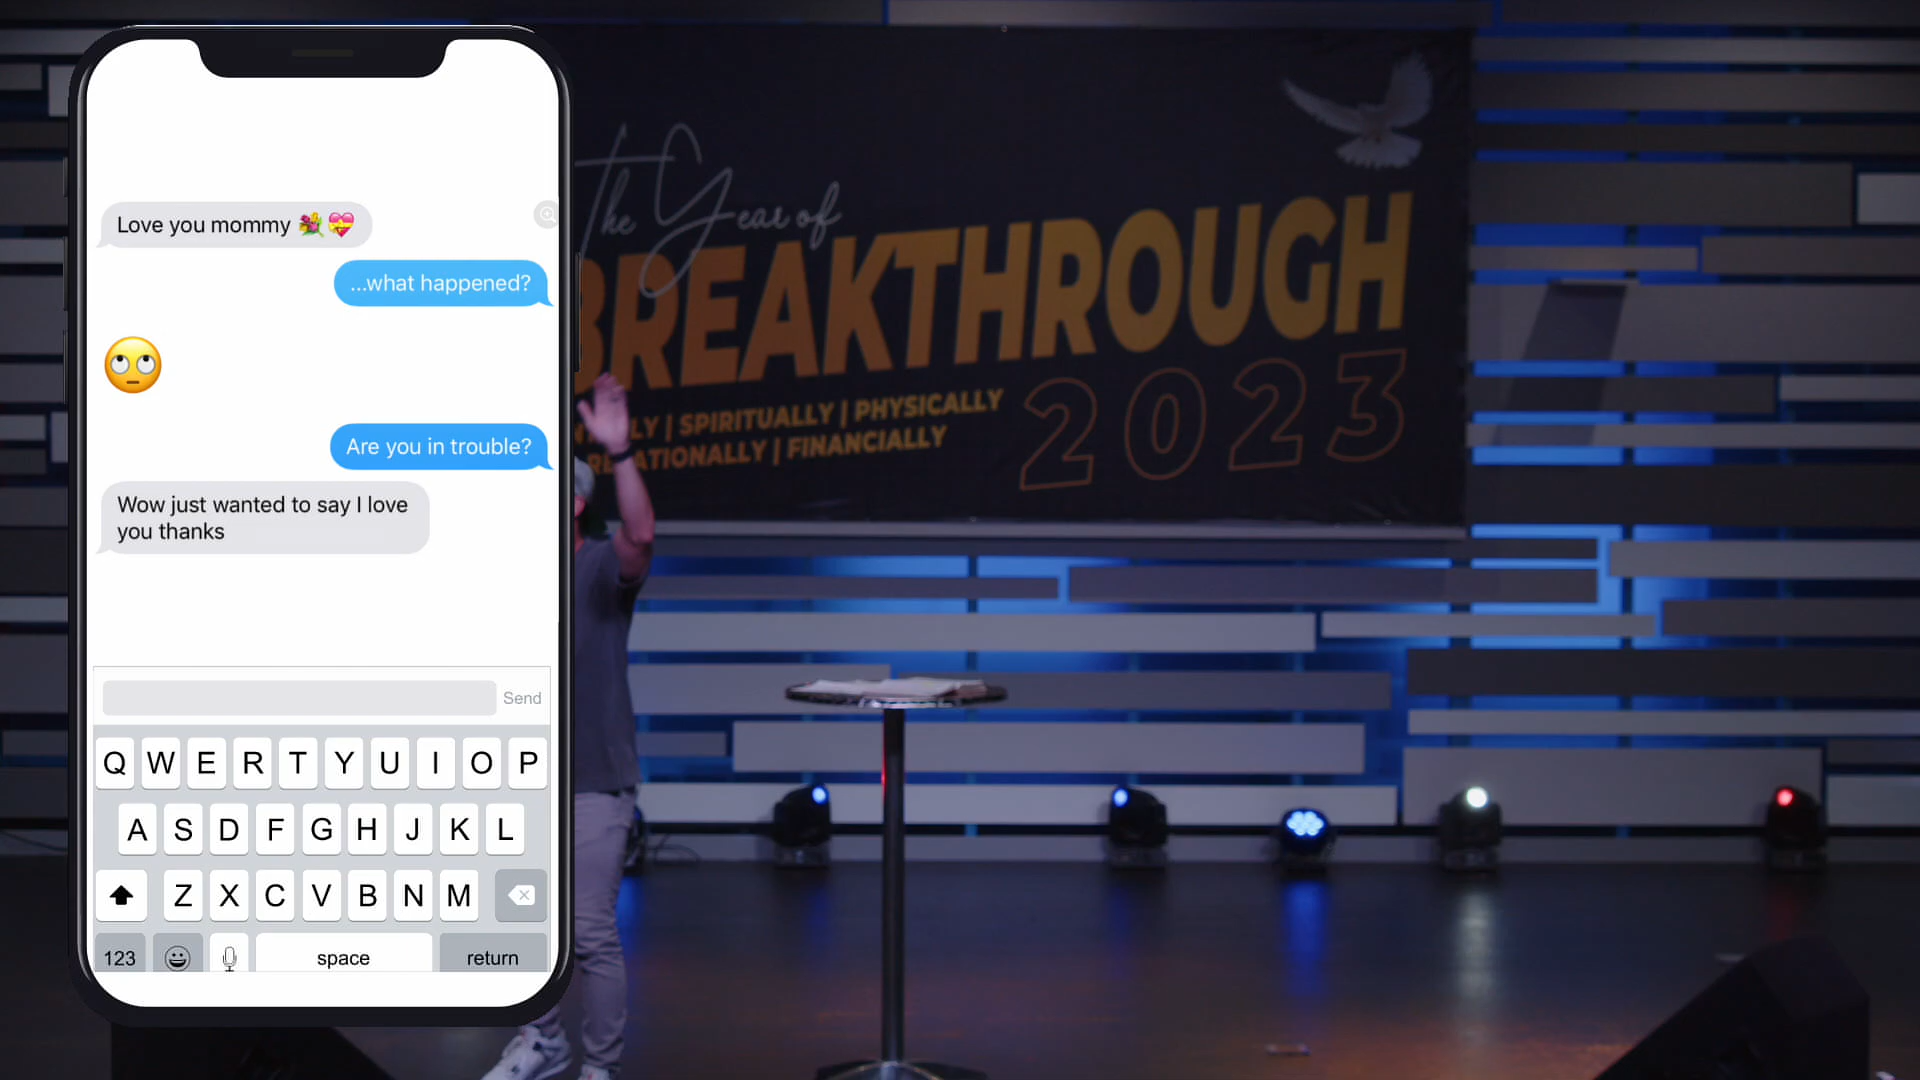 Love you mommy 💐💝
...what happened?
🙄
Are you in trouble?
Wow just wanted to say I love
you thanks
Send
Q W E R T Y U I O P
A S D F G H J K L
Z X C V B N M
123 space return
The Year of
BREAKTHROUGH
2023
SPIRITUALLY | PHYSICALLY
RELATIONALLY | FINANCIALLY